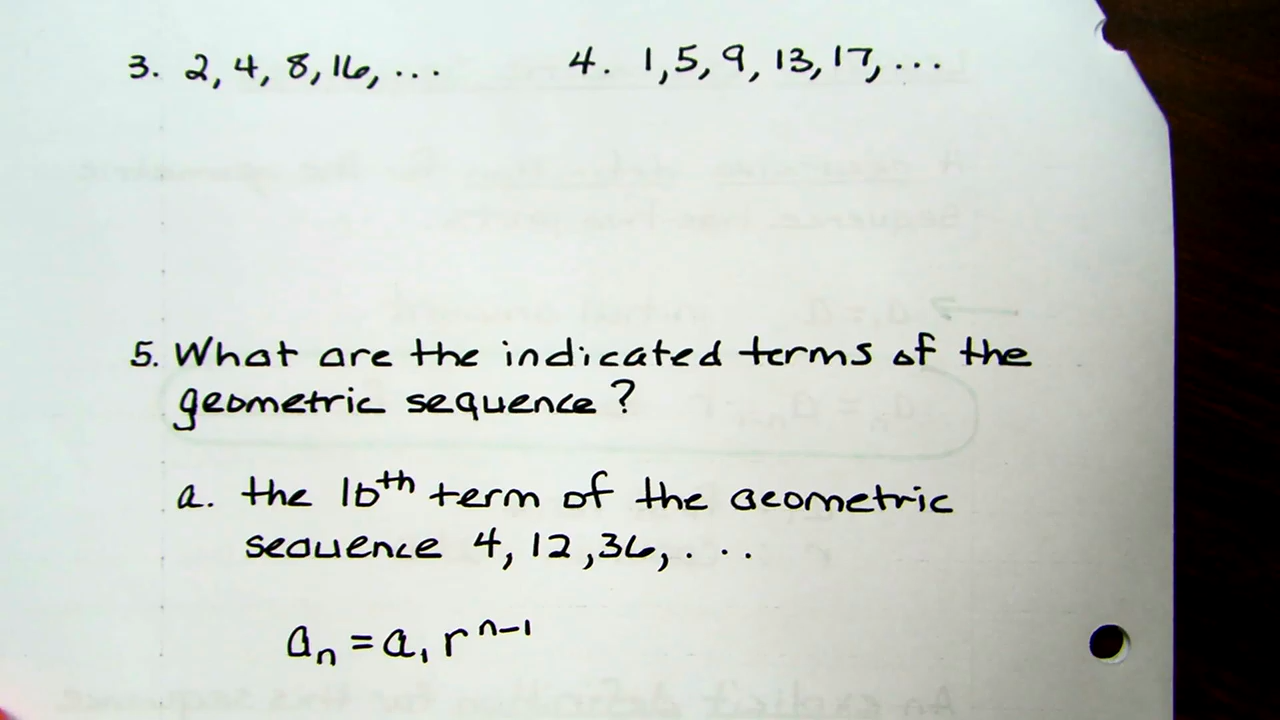 3. 2, 4, 8, 16, ... 4. 1, 5, 9, 13, 17, ...
5. What are the indicated terms of the
geometric sequence?
a. the 10th term of the geometric
sequence 4, 12, 36, ...
aₙ = a₁ rⁿ⁻¹